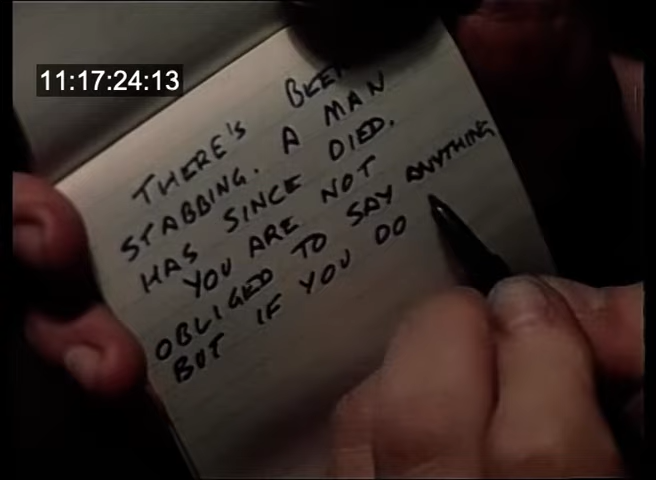 11:17:24:13
THERE'S BEEN
STABBING. A MAN
HAS SINCE DIED.
YOU ARE NOT
OBLIGED TO SAY ANYTHING
BUT IF YOU DO